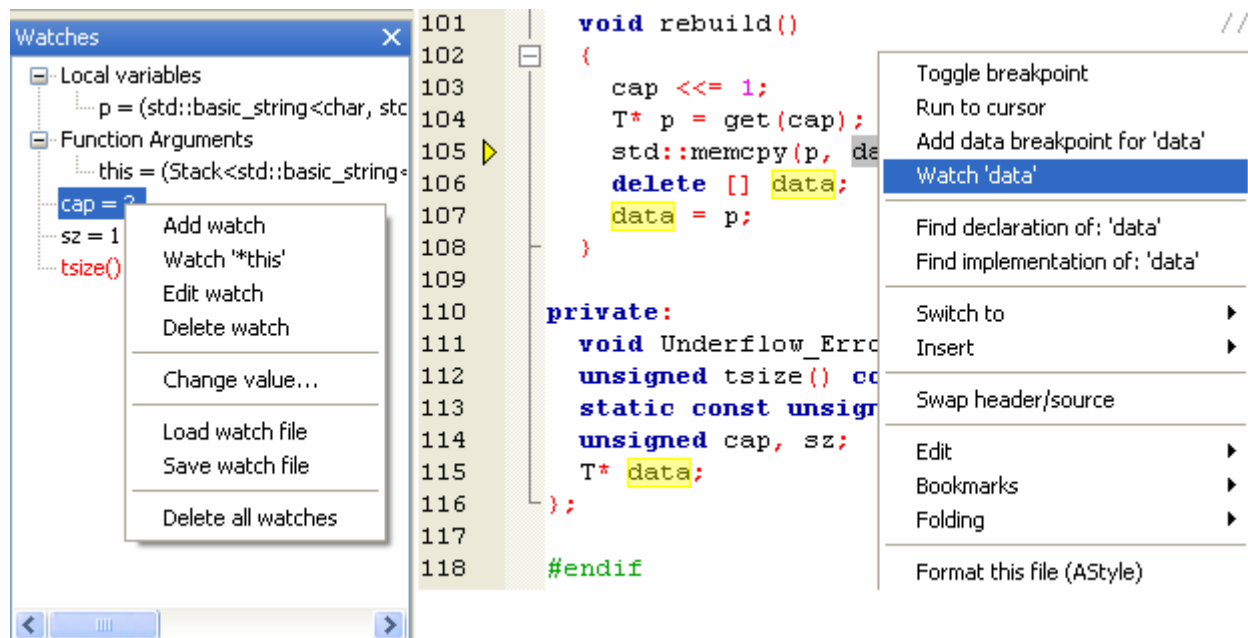 Watches
Local variables
p = (std::basic_string<char, std
Function Arguments
this = (Stack<std::basic_string<
cap =
sz = 1
tsize()
Add watch
Watch '*this'
Edit watch
Delete watch
Change value...
Load watch file
Save watch file
Delete all watches
101 void rebuild() //
102 {
103 cap <<= 1;
104 T* p = get(cap);
105 std::memcpy(p, da
106 delete [] data;
107 data = p;
108 }
109
110 private:
111 void Underflow_Erro
112 unsigned tsize() co
113 static const unsign
114 unsigned cap, sz;
115 T* data;
116 };
117
118 #endif
Toggle breakpoint
Run to cursor
Add data breakpoint for 'data'
Watch 'data'
Find declaration of: 'data'
Find implementation of: 'data'
Switch to
Insert
Swap header/source
Edit
Bookmarks
Folding
Format this file (AStyle)